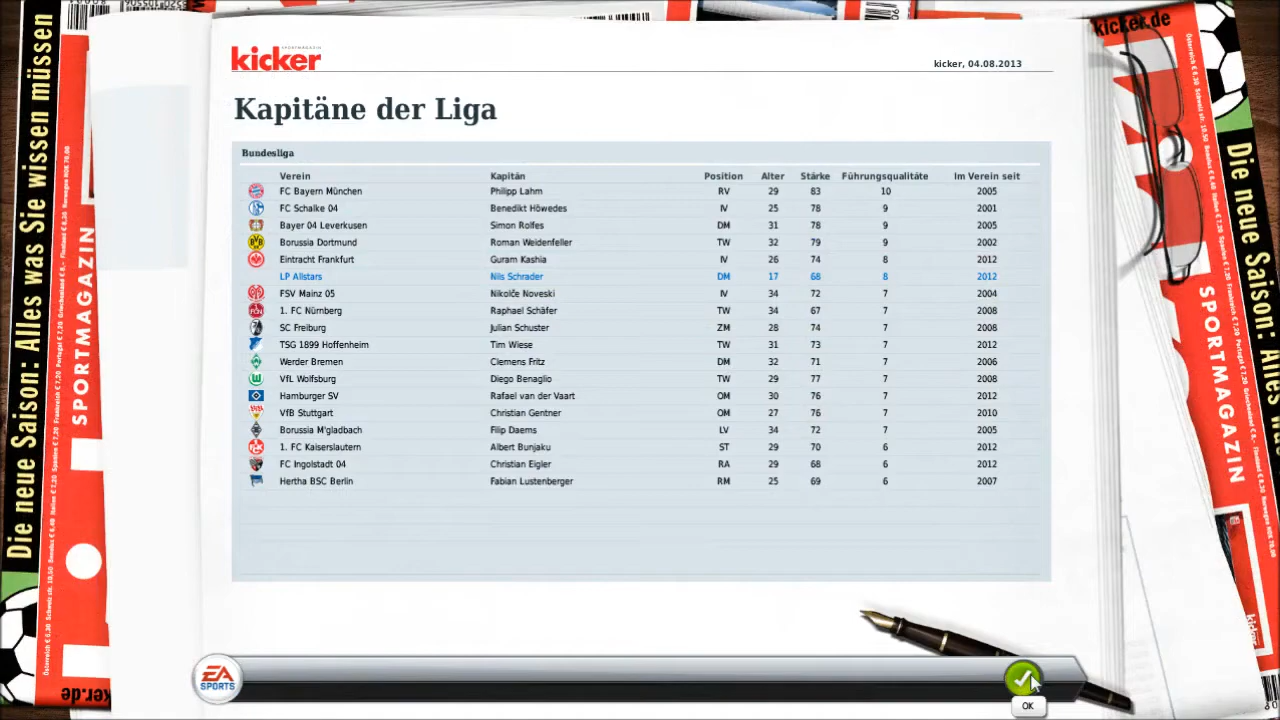 kicker.de
SPORTMAGAZIN
kicker
kicker, 04.08.2013
Kapitäne der Liga
Bundesliga
Verein Kapitän Position Alter Stärke Führungsqualitäte Im Verein seit
FC Bayern München Philipp Lahm RV 29 83 10 2005
FC Schalke 04 Benedikt Höwedes IV 25 78 9 2001
Bayer 04 Leverkusen Simon Rolfes DM 31 78 9 2005
Borussia Dortmund Roman Weidenfeller TW 32 79 9 2002
Eintracht Frankfurt Guram Kashia IV 26 74 8 2012
LP Allstars Nils Schrader DM 17 68 8 2012
FSV Mainz 05 Nikolče Noveski IV 34 72 7 2004
1. FC Nürnberg Raphael Schäfer TW 34 67 7 2008
SC Freiburg Julian Schuster ZM 28 74 7 2008
TSG 1899 Hoffenheim Tim Wiese TW 31 73 7 2012
Werder Bremen Clemens Fritz DM 32 71 7 2006
VfL Wolfsburg Diego Benaglio TW 29 77 7 2008
Hamburger SV Rafael van der Vaart OM 30 76 7 2012
VfB Stuttgart Christian Gentner OM 27 76 7 2010
Borussia M'gladbach Filip Daems LV 34 72 7 2005
1. FC Kaiserslautern Albert Bunjaku ST 29 70 6 2012
FC Ingolstadt 04 Christian Eigler RA 29 68 6 2012
Hertha BSC Berlin Fabian Lustenberger RM 25 69 6 2007
Die neue Saison: Alles was Sie wissen müssen
SPORTMAGAZIN
Die neue Saison: Alles
SPORTMAGAZIN
kicker
EA
SPORTS
OK